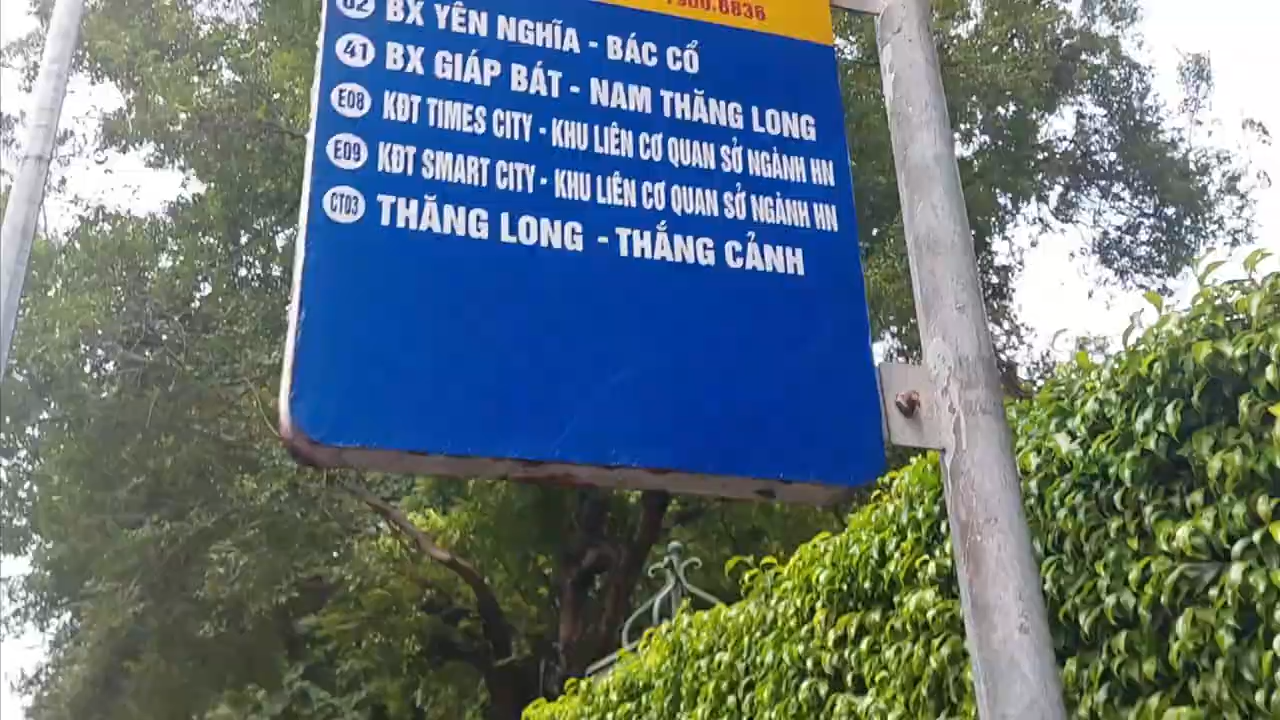 02 BX YÊN NGHĨA - BÁC CỔ
41 BX GIÁP BÁT - NAM THĂNG LONG
E08 KĐT TIMES CITY - KHU LIÊN CƠ QUAN SỞ NGÀNH HN
E09 KĐT SMART CITY - KHU LIÊN CƠ QUAN SỞ NGÀNH HN
CT03 THĂNG LONG - THẮNG CẢNH